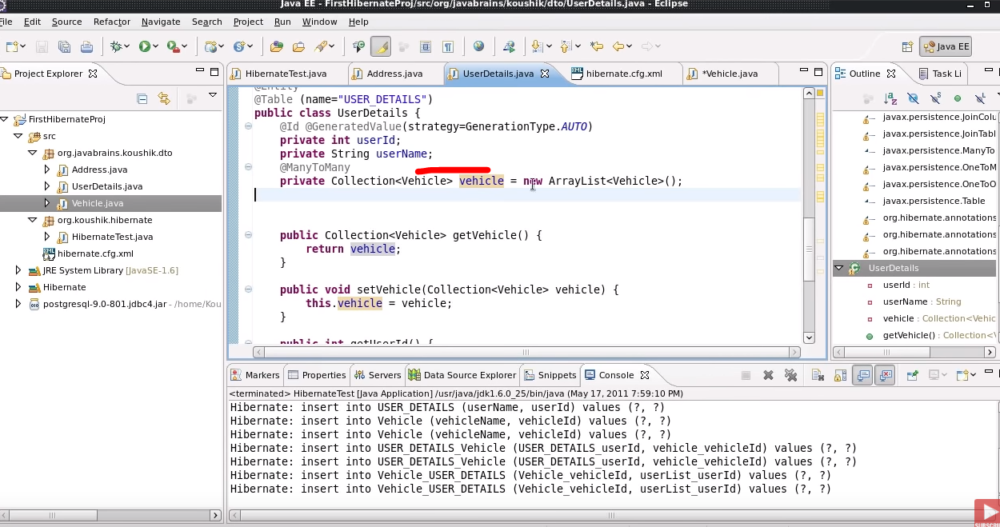 Java EE - FirstHibernateProj/src/org/javabrains/koushik/dto/UserDetails.java - Eclipse
File Edit Source Refactor Navigate Search Project Run Window Help
Java EE
Project Explorer
HibernateTest.java Address.java UserDetails.java hibernate.cfg.xml *Vehicle.java
Outline Task Li
FirstHibernateProj
src
org.javabrains.koushik.dto
Address.java
UserDetails.java
Vehicle.java
org.koushik.hibernate
HibernateTest.java
hibernate.cfg.xml
JRE System Library [JavaSE-1.6]
Hibernate
postgresql-9.0-801.jdbc4.jar - /home/Kou
@Entity
@Table (name="USER_DETAILS")
public class UserDetails {
@Id @GeneratedValue(strategy=GenerationType.AUTO)
private int userId;
private String userName;
@ManyToMany
private Collection<Vehicle> vehicle = new ArrayList<Vehicle>();
public Collection<Vehicle> getVehicle() {
return vehicle;
}
public void setVehicle(Collection<Vehicle> vehicle) {
this.vehicle = vehicle;
}
public int getUserId() {
javax.persistence.JoinColu
javax.persistence.JoinTabl
javax.persistence.ManyTo
javax.persistence.OneToM
javax.persistence.OneToO
javax.persistence.Table
org.hibernate.annotations
org.hibernate.annotations
org.hibernate.annotations
UserDetails
userId : int
userName : String
vehicle : Collection<Vehic
getVehicle() : Collection<V
Markers Properties Servers Data Source Explorer Snippets Console
<terminated> HibernateTest [Java Application] /usr/java/jdk1.6.0_25/bin/java (May 17, 2011 7:59:10 PM)
Hibernate: insert into USER_DETAILS (userName, userId) values (?, ?)
Hibernate: insert into Vehicle (vehicleName, vehicleId) values (?, ?)
Hibernate: insert into Vehicle (vehicleName, vehicleId) values (?, ?)
Hibernate: insert into USER_DETAILS_Vehicle (USER_DETAILS_userId, vehicle_vehicleId) values (?, ?)
Hibernate: insert into USER_DETAILS_Vehicle (USER_DETAILS_userId, vehicle_vehicleId) values (?, ?)
Hibernate: insert into Vehicle_USER_DETAILS (Vehicle_vehicleId, userList_userId) values (?, ?)
Hibernate: insert into Vehicle_USER_DETAILS (Vehicle_vehicleId, userList_userId) values (?, ?)